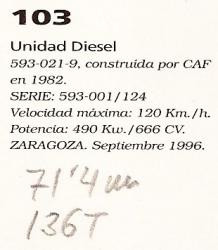 103
Unidad Diesel
593-021-9, construida por CAF
en 1982.
SERIE: 593-001/124
Velocidad máxima: 120 Km./h.
Potencia: 490 Kw./666 CV.
ZARAGOZA. Septiembre 1996.
71'4 m
136T